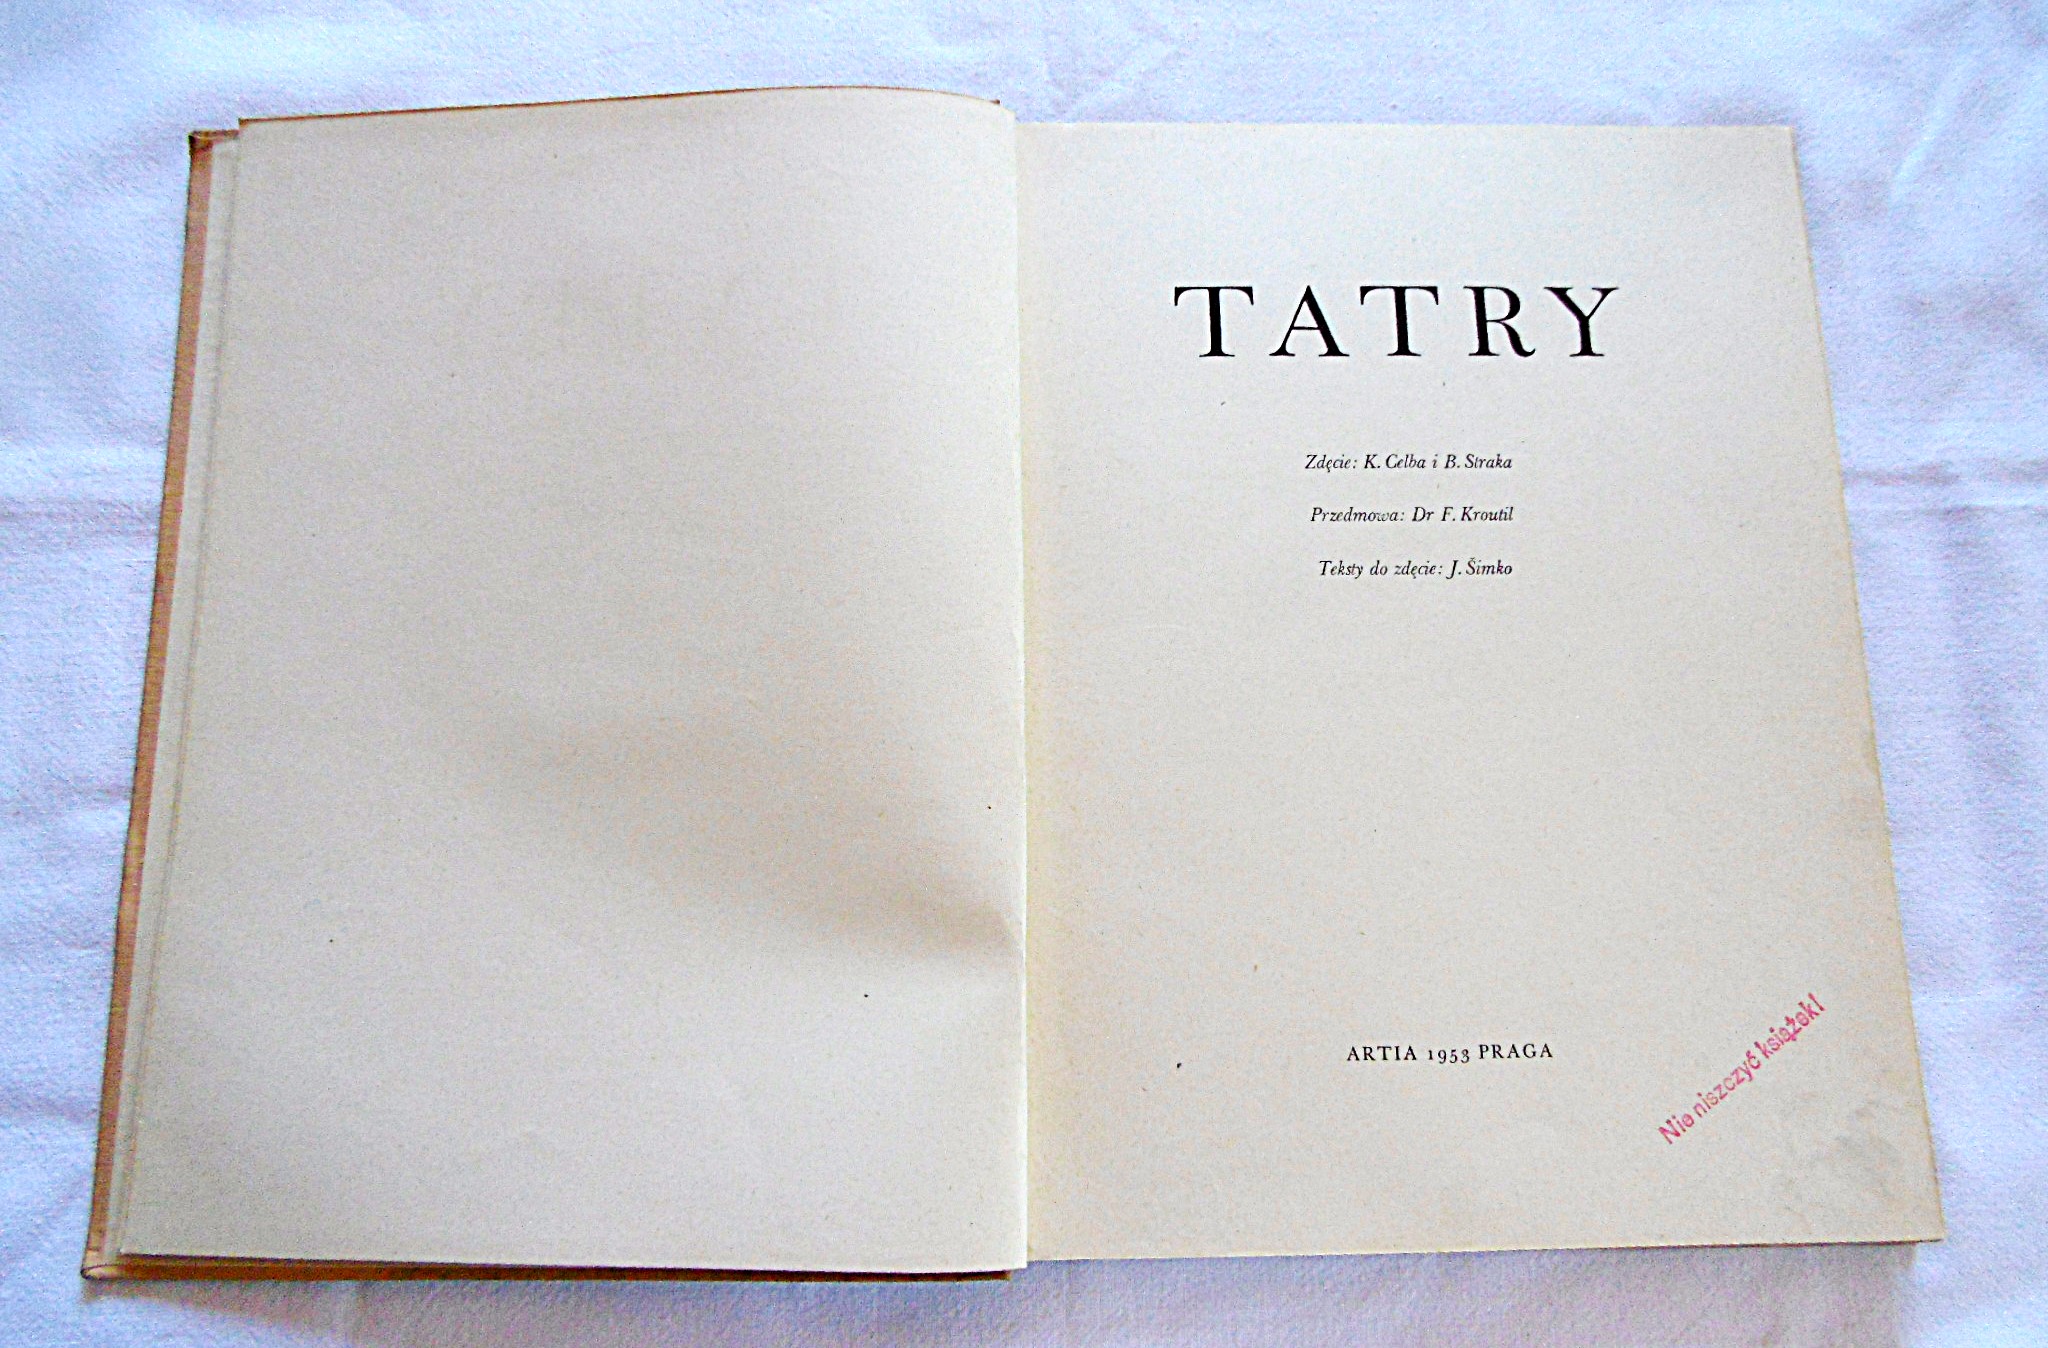 TATRY
Zdęcie: K. Celba i B. Straka
Przedmowa: Dr F. Kroutil
Teksty do zdęcie: J. Šimko
ARTIA 1953 PRAGA
Nie niszczyć książek!